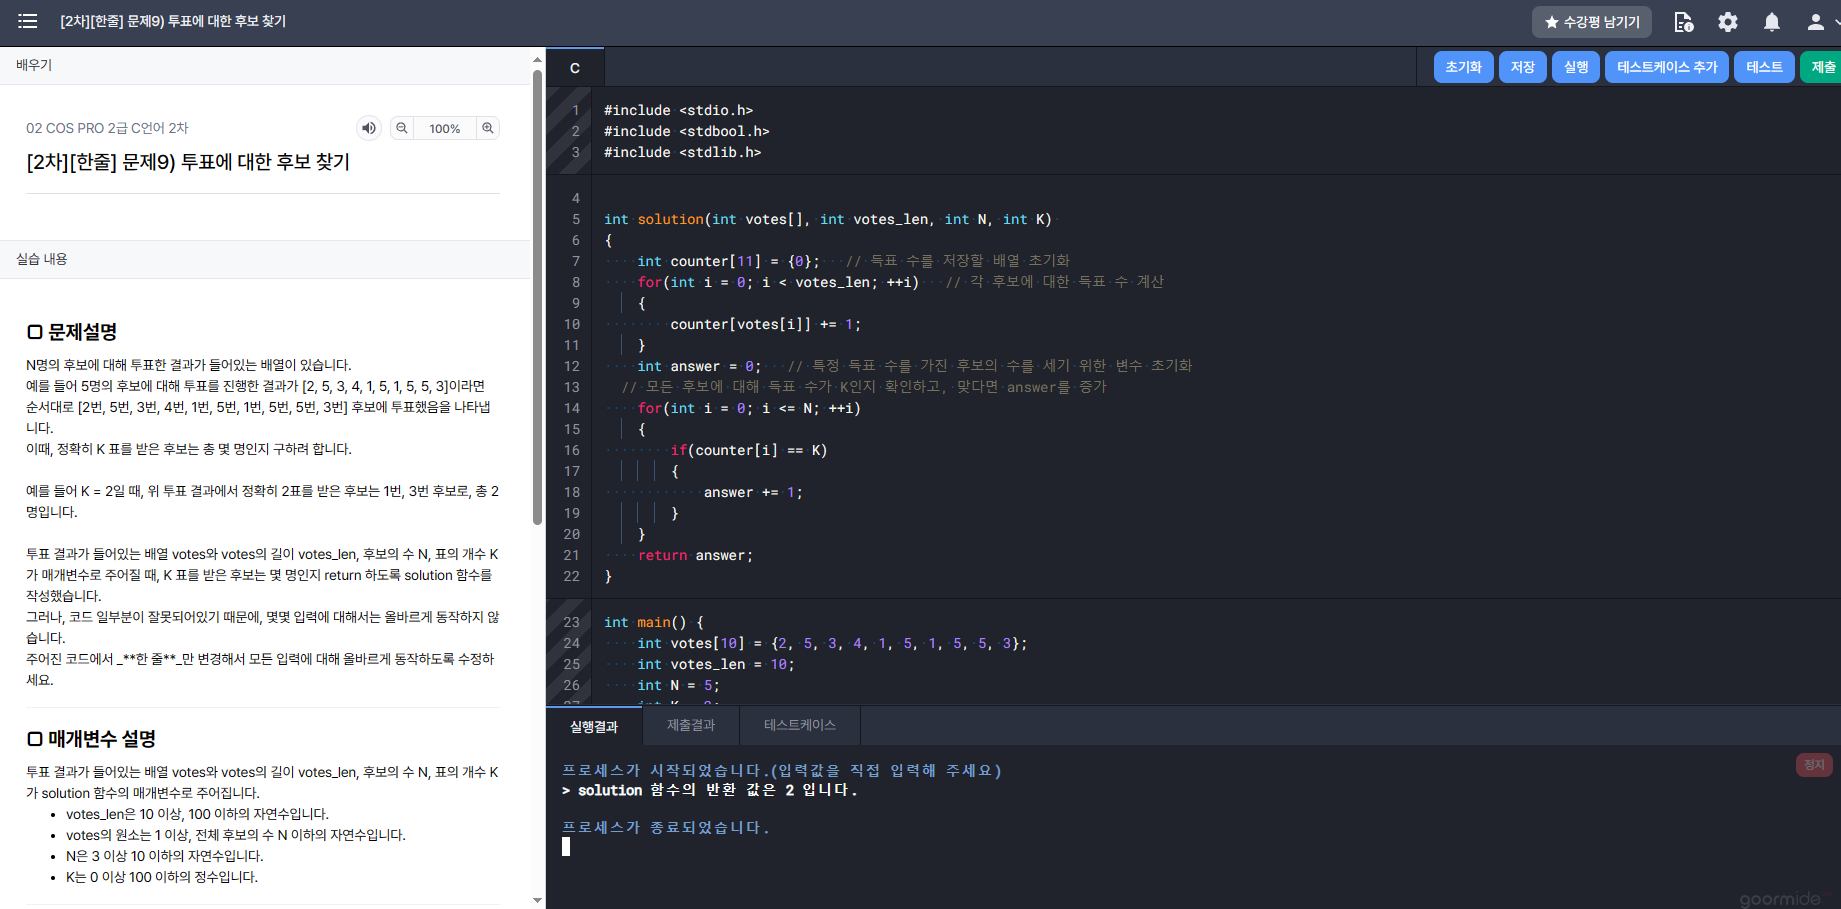 [2차][한줄] 문제9) 투표에 대한 후보 찾기
★ 수강평 남기기
배우기
02 COS PRO 2급 C언어 2차
100%
[2차][한줄] 문제9) 투표에 대한 후보 찾기
실습 내용
문제설명
N명의 후보에 대해 투표한 결과가 들어있는 배열이 있습니다.
예를 들어 5명의 후보에 대해 투표를 진행한 결과가 [2, 5, 3, 4, 1, 5, 1, 5, 5, 3]이라면
순서대로 [2번, 5번, 3번, 4번, 1번, 5번, 1번, 5번, 5번, 3번] 후보에 투표했음을 나타냅
니다.
이때, 정확히 K 표를 받은 후보는 총 몇 명인지 구하려 합니다.
예를 들어 K = 2일 때, 위 투표 결과에서 정확히 2표를 받은 후보는 1번, 3번 후보로, 총 2
명입니다.
투표 결과가 들어있는 배열 votes와 votes의 길이 votes_len, 후보의 수 N, 표의 개수 K
가 매개변수로 주어질 때, K 표를 받은 후보는 몇 명인지 return 하도록 solution 함수를
작성했습니다.
그러나, 코드 일부분이 잘못되어있기 때문에, 몇몇 입력에 대해서는 올바르게 동작하지 않
습니다.
주어진 코드에서 _**한 줄**_만 변경해서 모든 입력에 대해 올바르게 동작하도록 수정하
세요.
매개변수 설명
투표 결과가 들어있는 배열 votes와 votes의 길이 votes_len, 후보의 수 N, 표의 개수 K
가 solution 함수의 매개변수로 주어집니다.
• votes_len은 10 이상, 100 이하의 자연수입니다.
• votes의 원소는 1 이상, 전체 후보의 수 N 이하의 자연수입니다.
• N은 3 이상 10 이하의 자연수입니다.
• K는 0 이상 100 이하의 정수입니다.
C
초기화 저장 실행 테스트케이스 추가 테스트 제출
1 #include <stdio.h>
2 #include <stdbool.h>
3 #include <stdlib.h>
4
5 int solution(int votes[], int votes_len, int N, int K)
6 {
7     int counter[11] = {0};   // 득표 수를 저장할 배열 초기화
8     for(int i = 0; i < votes_len; ++i)   // 각 후보에 대한 득표 수 계산
9     {
10         counter[votes[i]] += 1;
11     }
12     int answer = 0;   // 특정 득표 수를 가진 후보의 수를 세기 위한 변수 초기화
13   // 모든 후보에 대해 득표 수가 K인지 확인하고, 맞다면 answer를 증가
14     for(int i = 0; i <= N; ++i)
15     {
16         if(counter[i] == K)
17         {
18             answer += 1;
19         }
20     }
21     return answer;
22 }
23 int main() {
24     int votes[10] = {2, 5, 3, 4, 1, 5, 1, 5, 5, 3};
25     int votes_len = 10;
26     int N = 5;
실행결과 제출결과 테스트케이스
프로세스가 시작되었습니다.(입력값을 직접 입력해 주세요)
정지
> solution 함수의 반환 값은 2 입니다.
프로세스가 종료되었습니다.
goormide